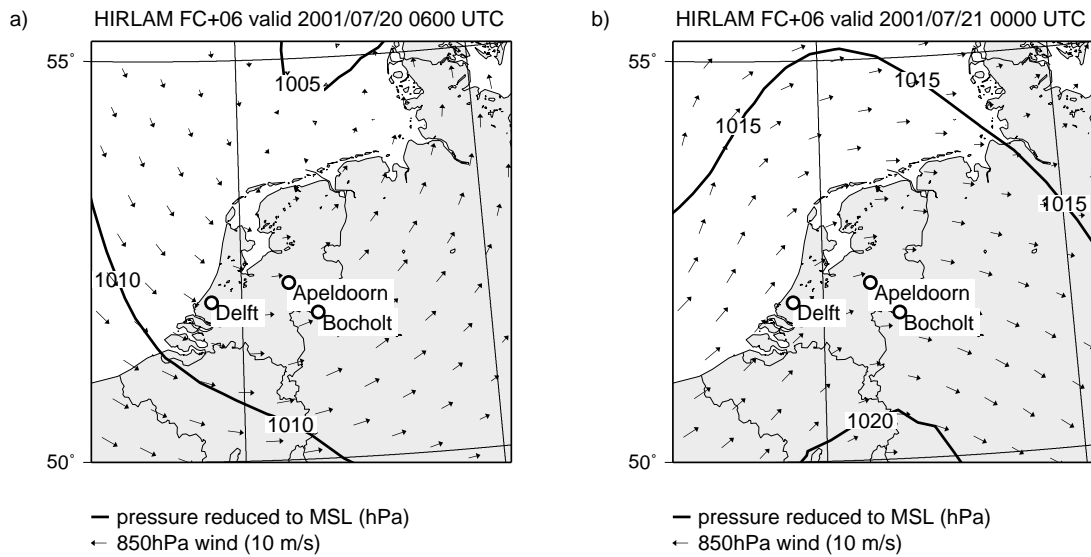 a) HIRLAM FC+06 valid 2001/07/20 0600 UTC
55°
1005
1010
Apeldoorn
Delft
Bocholt
1010
50°
pressure reduced to MSL (hPa)
850hPa wind (10 m/s)
b) HIRLAM FC+06 valid 2001/07/21 0000 UTC
55°
1015
1015
1015
Apeldoorn
Delft
Bocholt
1020
50°
pressure reduced to MSL (hPa)
850hPa wind (10 m/s)